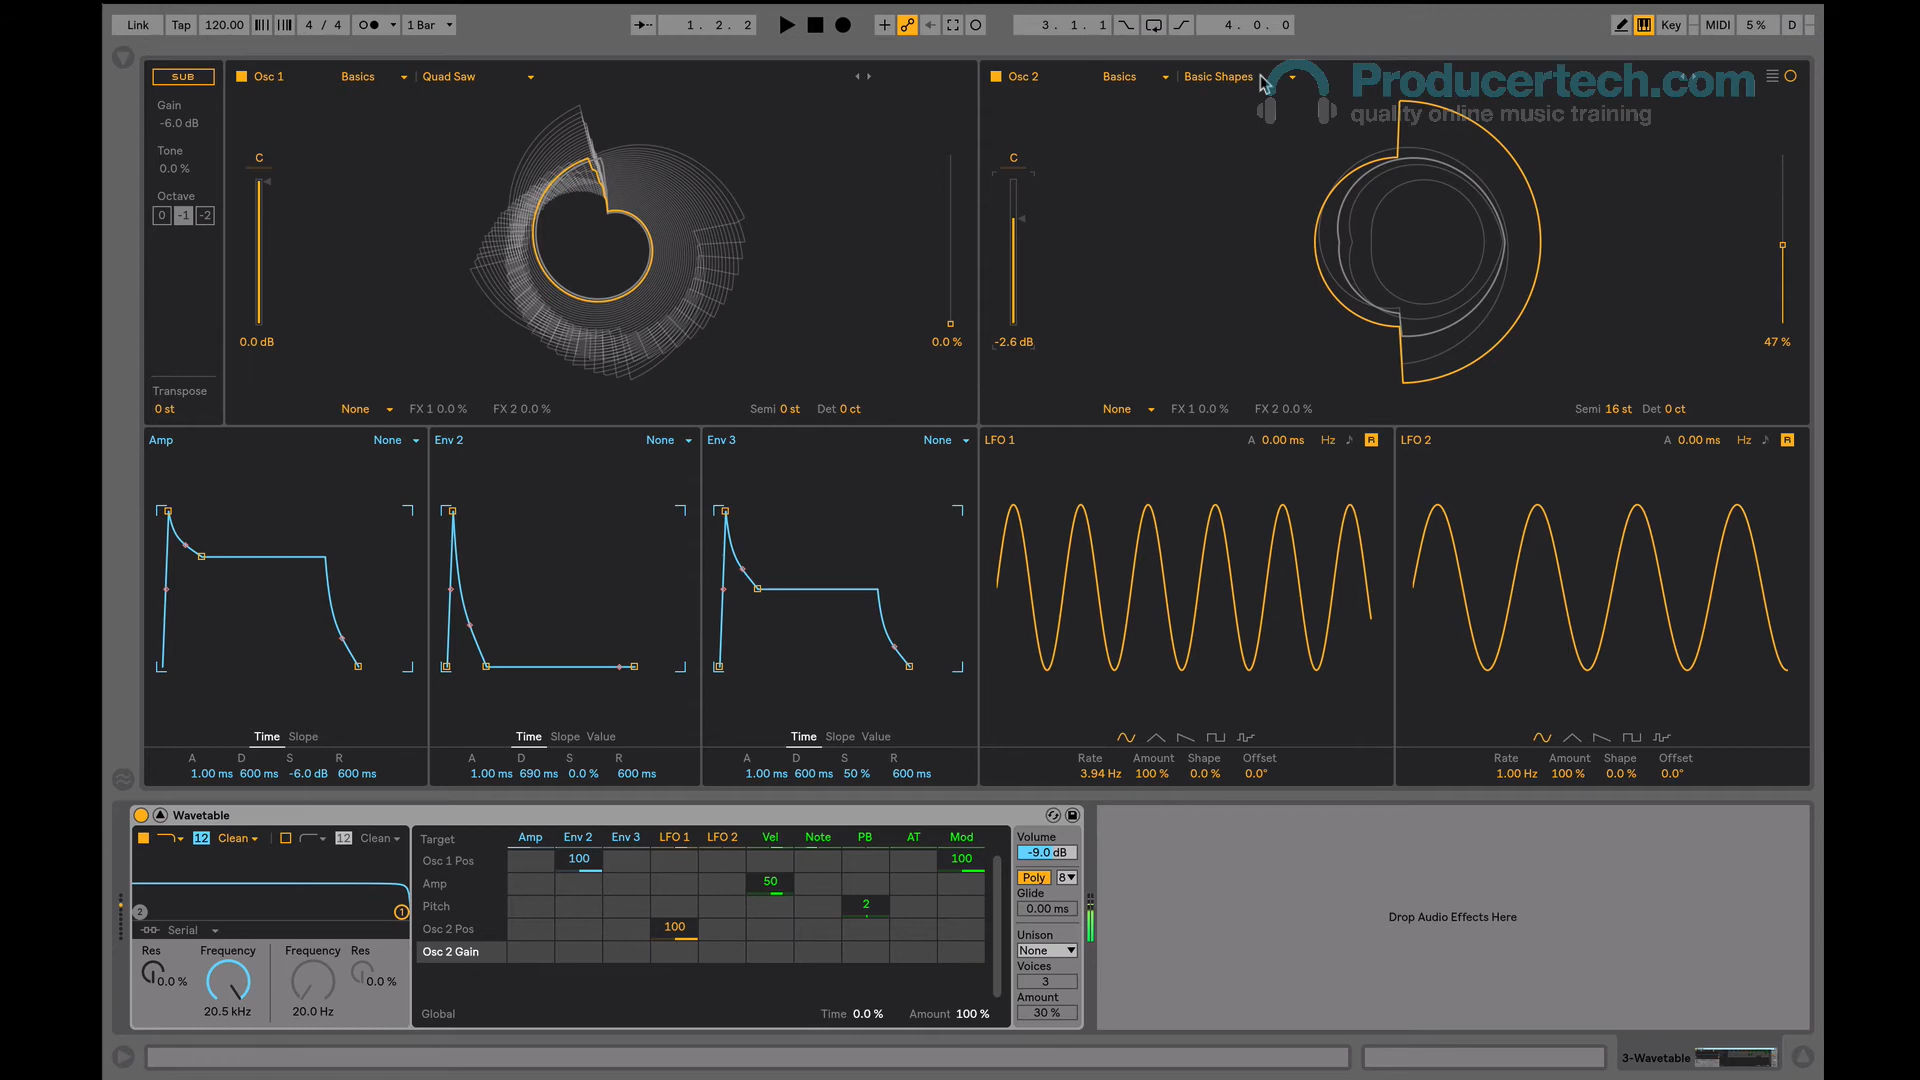 Link Tap 120.00 4 / 4 1 Bar 1. 2. 2 3. 1. 1 4. 0. 0 Key MIDI 5 % D
SUB Osc 1 Basics Quad Saw Osc 2 Basics Basic Shapes
Producertech.com
quality online music training
Gain
-6.0 dB
Tone
0.0 %
Octave
0 -1 -2
C C
0.0 dB 0.0 % -2.6 dB 47 %
Transpose
0 st
None FX 1 0.0 % FX 2 0.0 % Semi 0 st Det 0 ct None FX 1 0.0 % FX 2 0.0 % Semi 16 st Det 0 ct
Amp None Env 2 None Env 3 None LFO 1 A 0.00 ms Hz R LFO 2 A 0.00 ms Hz R
Time Slope Time Slope Value Time Slope Value
A D S R A D S R A D S R Rate Amount Shape Offset Rate Amount Shape Offset
1.00 ms 600 ms -6.0 dB 600 ms 1.00 ms 690 ms 0.0 % 600 ms 1.00 ms 600 ms 50 % 600 ms 3.94 Hz 100 % 0.0 % 0.0° 1.00 Hz 100 % 0.0 % 0.0°
Wavetable
12 Clean 12 Clean
2 1
Serial
Res Frequency Frequency Res
0.0 % 0.0 %
20.5 kHz 20.0 Hz
Target Amp Env 2 Env 3 LFO 1 LFO 2 Vel Note PB AT Mod
Osc 1 Pos 100 100
Amp 50
Pitch 2
Osc 2 Pos 100
Osc 2 Gain
Global Time 0.0 % Amount 100 %
Volume
-9.0 dB
Poly 8
Glide
0.00 ms
Unison
None
Voices
3
Amount
30 %
Drop Audio Effects Here
3-Wavetable